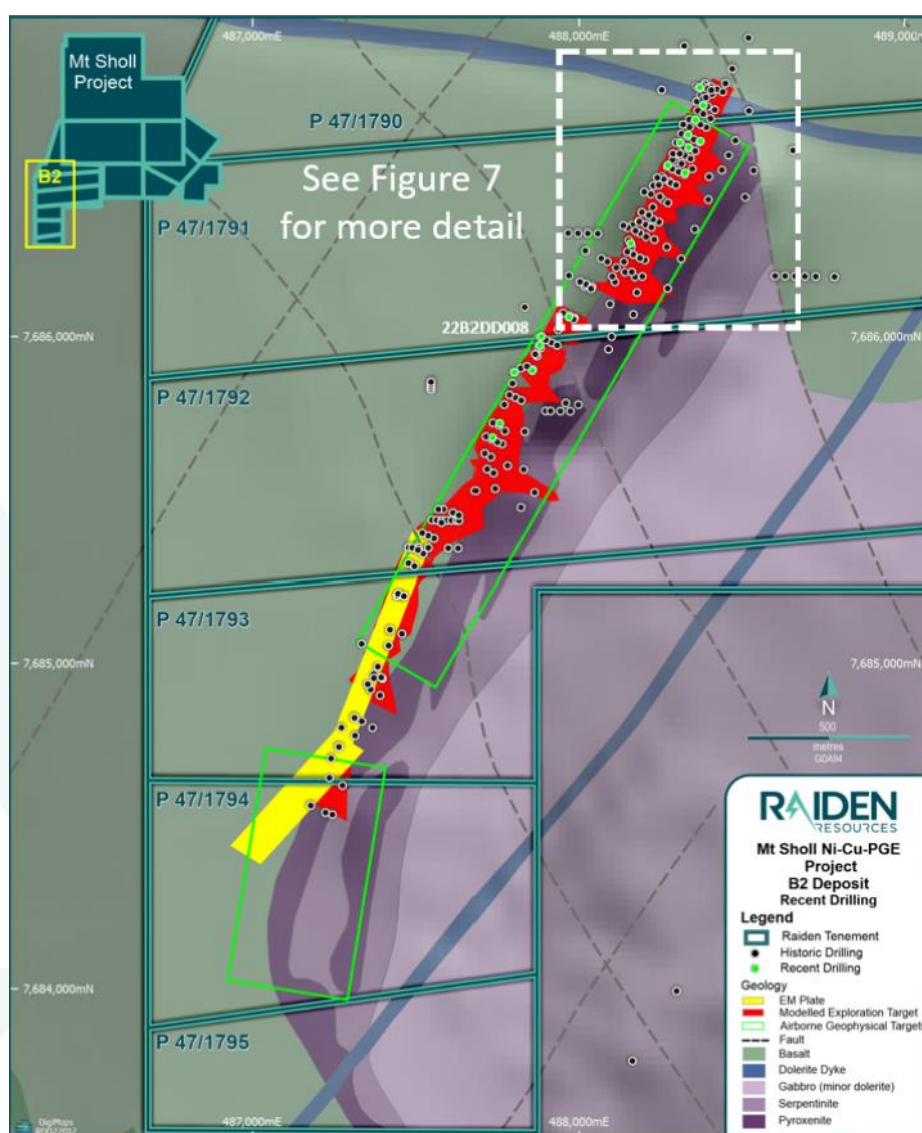 487,000mE
488,000mE
489,000mE
Mt Sholl
Project
B2
P 47/1790
See Figure 7
for more detail
P 47/1791
22B2DD008
7,686,000mN
7,686,000mN
P 47/1792
P 47/1793
7,685,000mN
7,685,000mN
N
500
metres
GDA94
P 47/1794
RAIDEN
RESOURCES
Mt Sholl Ni-Cu-PGE
Project
B2 Deposit
Recent Drilling
Legend
Raiden Tenement
Historic Drilling
Recent Drilling
Geology
EM Plate
Modelled Exploration Target
Airborne Geophysical Target
Fault
Basalt
Dolerite Dyke
Gabbro (minor dolerite)
Serpentinite
Pyroxenite
7,684,000mN
P 47/1795
487,000mE
488,000mE
DigMaps